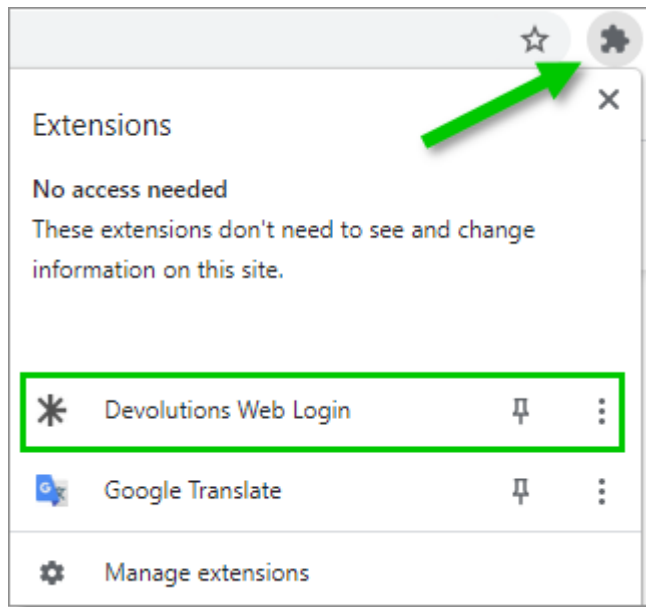 Extensions
No access needed
These extensions don't need to see and change
information on this site.
Devolutions Web Login
Google Translate
Manage extensions